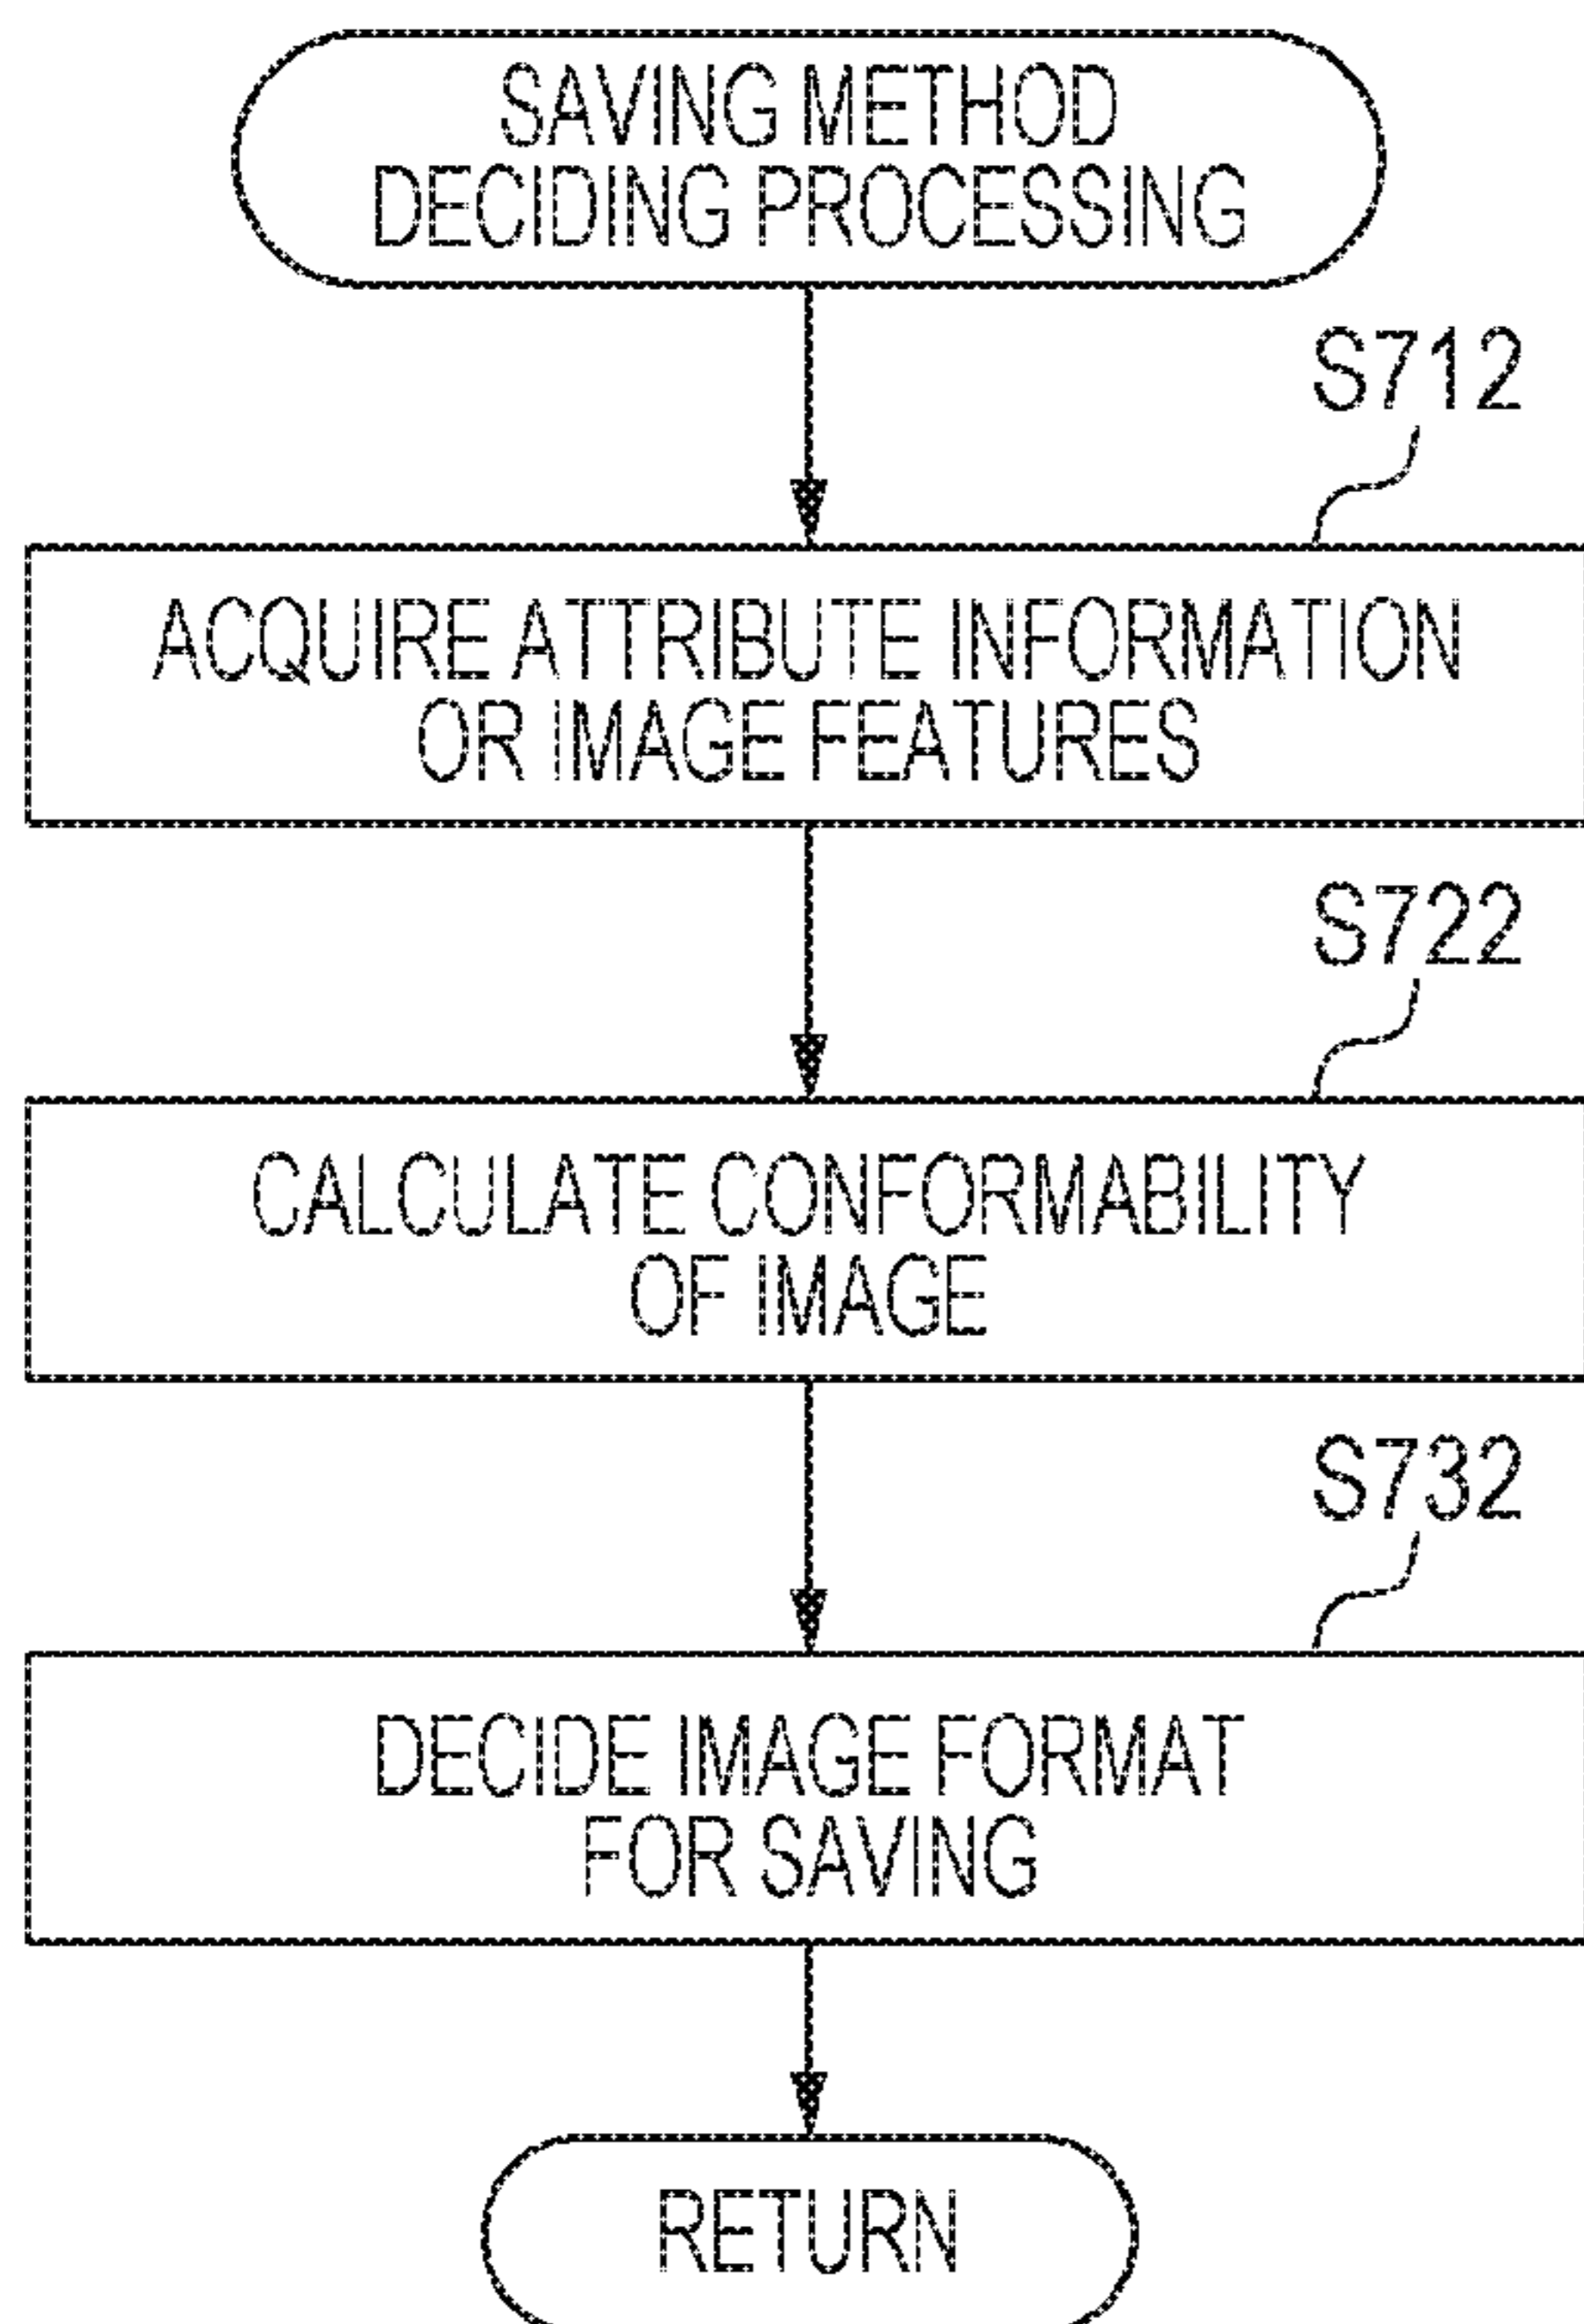 SAVING METHOD
DECIDING PROCESSING
S712
ACQUIRE ATTRIBUTE INFORMATION
OR IMAGE FEATURES
S722
CALCULATE CONFORMABILITY
OF IMAGE
S732
DECIDE IMAGE FORMAT
FOR SAVING
RETURN